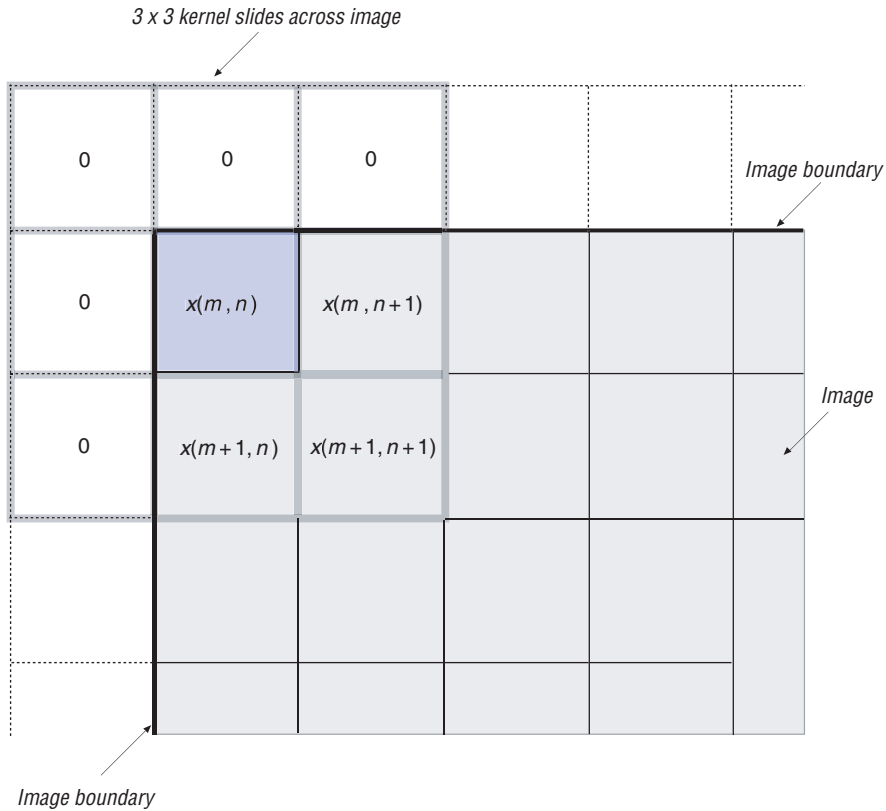 3 x 3 kernel slides across image
0 0 0
Image boundary
0 x(m, n) x(m, n+1)
Image
0 x(m+1, n) x(m+1, n+1)
Image boundary